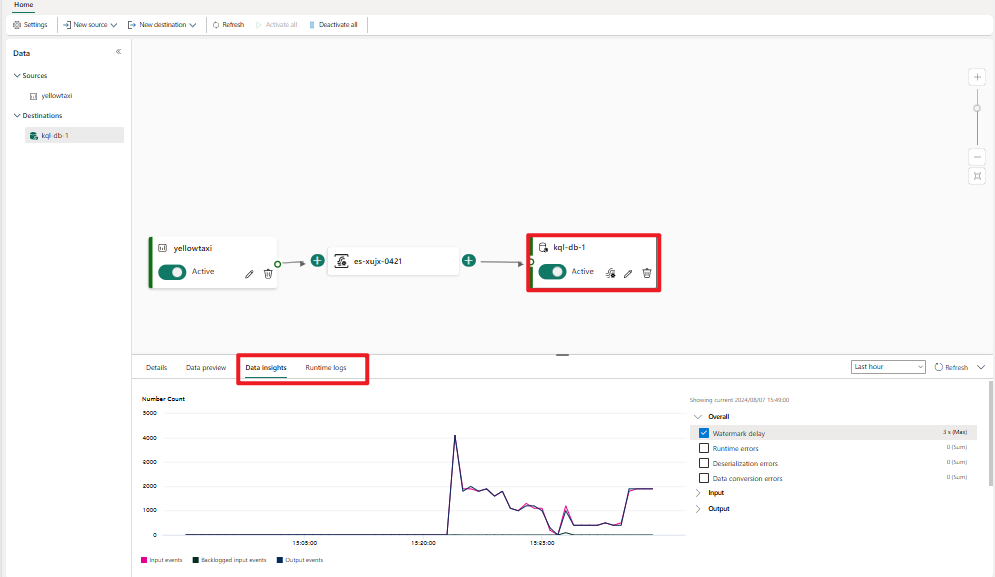 Home
Settings New source New destination Refresh Activate all Deactivate all
Data
Sources
yellowtaxi
Destinations
kql-db-1
yellowtaxi
Active
es-xujx-0421
kql-db-1
Active
Details Data preview Data insights Runtime logs
Last hour Refresh
Number Count
5000
4000
3000
2000
1000
0
15:05:00 15:20:00 15:35:00
Input events Backlogged input events Output events
Showing current 2024/08/07 15:49:00
Overall
Watermark delay 3 s (Max)
Runtime errors 0 (Sum)
Deserialization errors 0 (Sum)
Data conversion errors 0 (Sum)
Input
Output